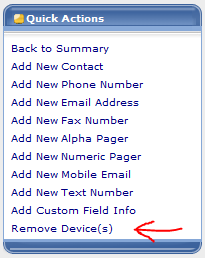 Quick Actions
Back to Summary
Add New Contact
Add New Phone Number
Add New Email Address
Add New Fax Number
Add New Alpha Pager
Add New Numeric Pager
Add New Mobile Email
Add New Text Number
Add Custom Field Info
Remove Device(s)